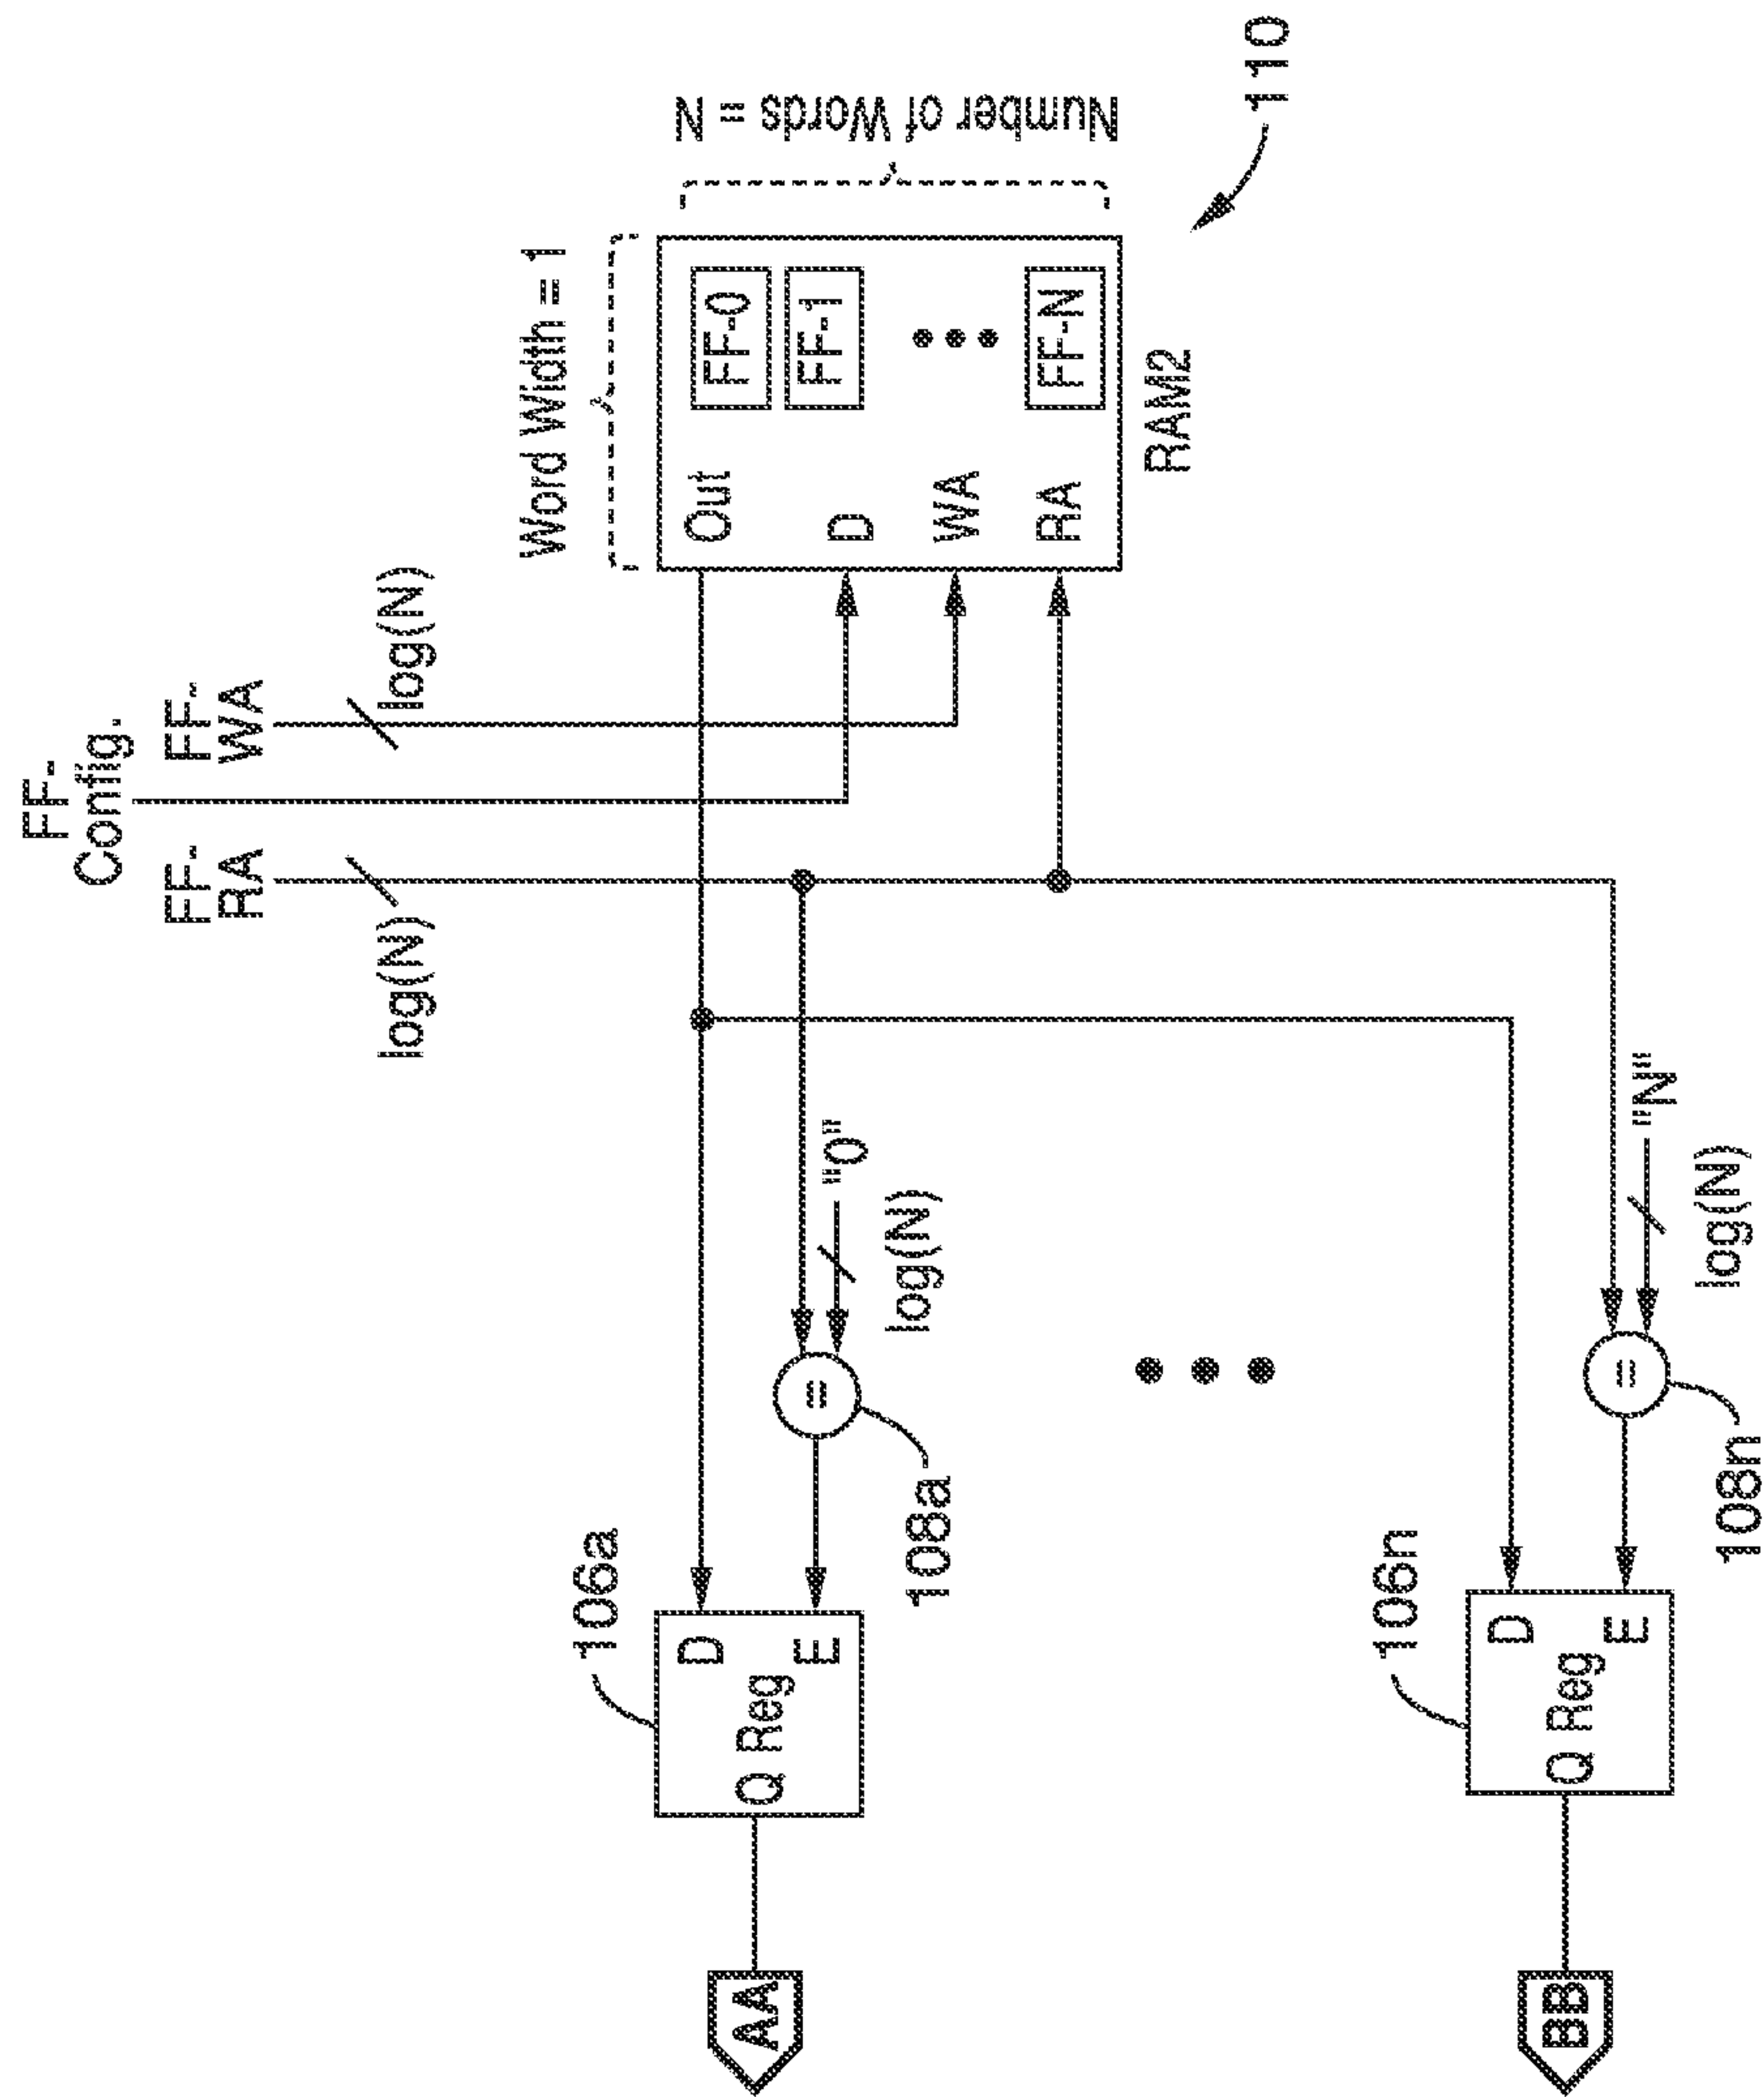 FF-
Config.
FF-
RA
FF-
WA
log(N)
log(N)
Word Width = 1
Number of Words = N
Out
D
WA
RA
FF-0
FF-1
FF-N
RAM2
110
"0"
log(N)
=
108a
106a
D
E
Q Reg
AA
"N"
log(N)
=
108n
106n
D
E
Q Reg
BB